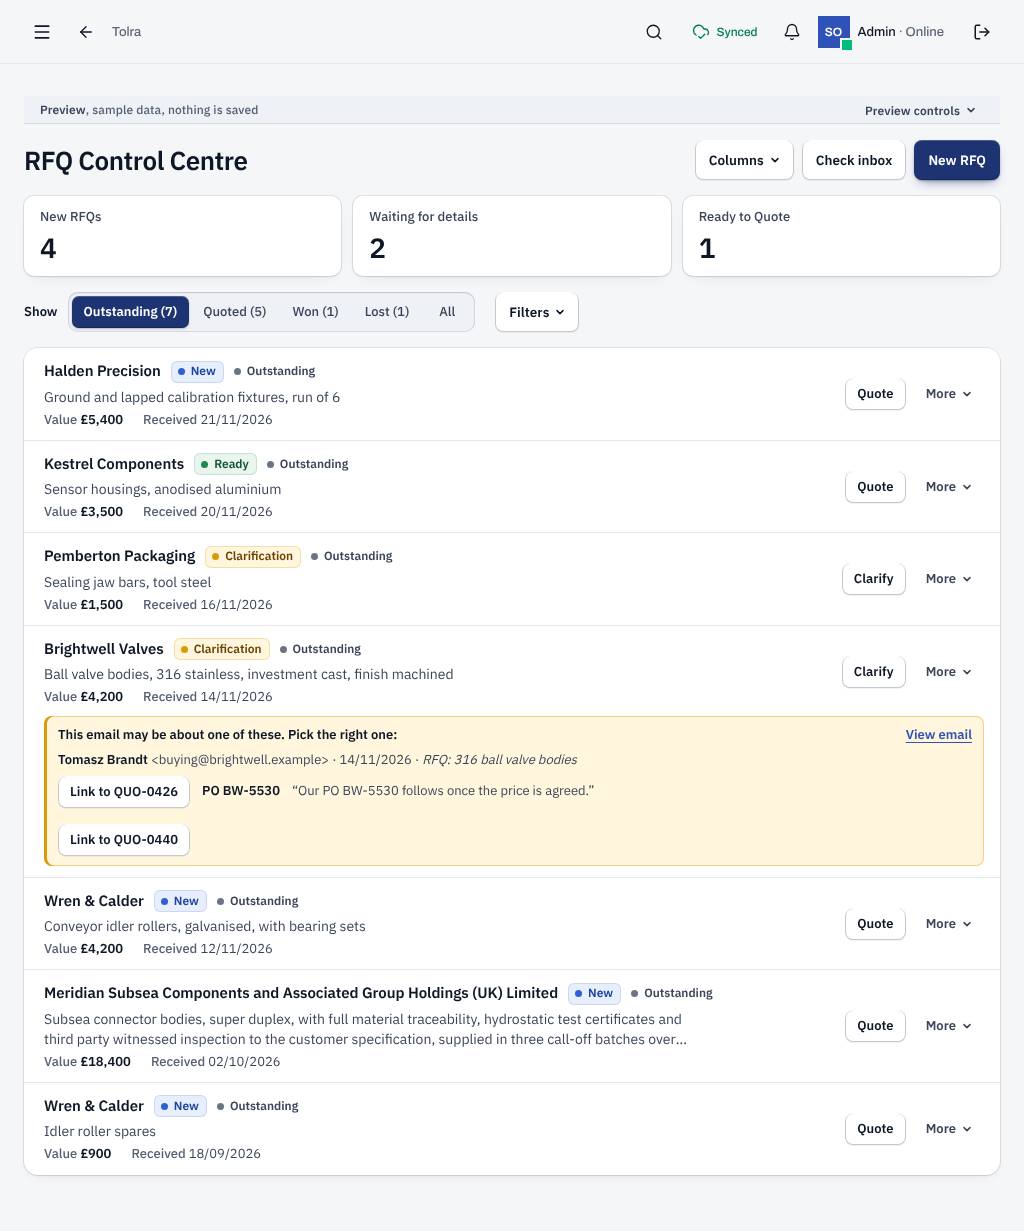 Tolra
Synced
SO
Admin · Online
Preview, sample data, nothing is saved
Preview controls
RFQ Control Centre
Columns
Check inbox
New RFQ
New RFQs
4
Waiting for details
2
Ready to Quote
1
Show
Outstanding (7)
Quoted (5)
Won (1)
Lost (1)
All
Filters
Halden Precision New Outstanding
Ground and lapped calibration fixtures, run of 6
Value £5,400 Received 21/11/2026
Quote
More
Kestrel Components Ready Outstanding
Sensor housings, anodised aluminium
Value £3,500 Received 20/11/2026
Quote
More
Pemberton Packaging Clarification Outstanding
Sealing jaw bars, tool steel
Value £1,500 Received 16/11/2026
Clarify
More
Brightwell Valves Clarification Outstanding
Ball valve bodies, 316 stainless, investment cast, finish machined
Value £4,200 Received 14/11/2026
Clarify
More
This email may be about one of these. Pick the right one:
View email
Tomasz Brandt <buying@brightwell.example> · 14/11/2026 · RFQ: 316 ball valve bodies
Link to QUO-0426 PO BW-5530 “Our PO BW-5530 follows once the price is agreed.”
Link to QUO-0440
Wren & Calder New Outstanding
Conveyor idler rollers, galvanised, with bearing sets
Value £4,200 Received 12/11/2026
Quote
More
Meridian Subsea Components and Associated Group Holdings (UK) Limited New Outstanding
Subsea connector bodies, super duplex, with full material traceability, hydrostatic test certificates and
third party witnessed inspection to the customer specification, supplied in three call-off batches over…
Value £18,400 Received 02/10/2026
Quote
More
Wren & Calder New Outstanding
Idler roller spares
Value £900 Received 18/09/2026
Quote
More